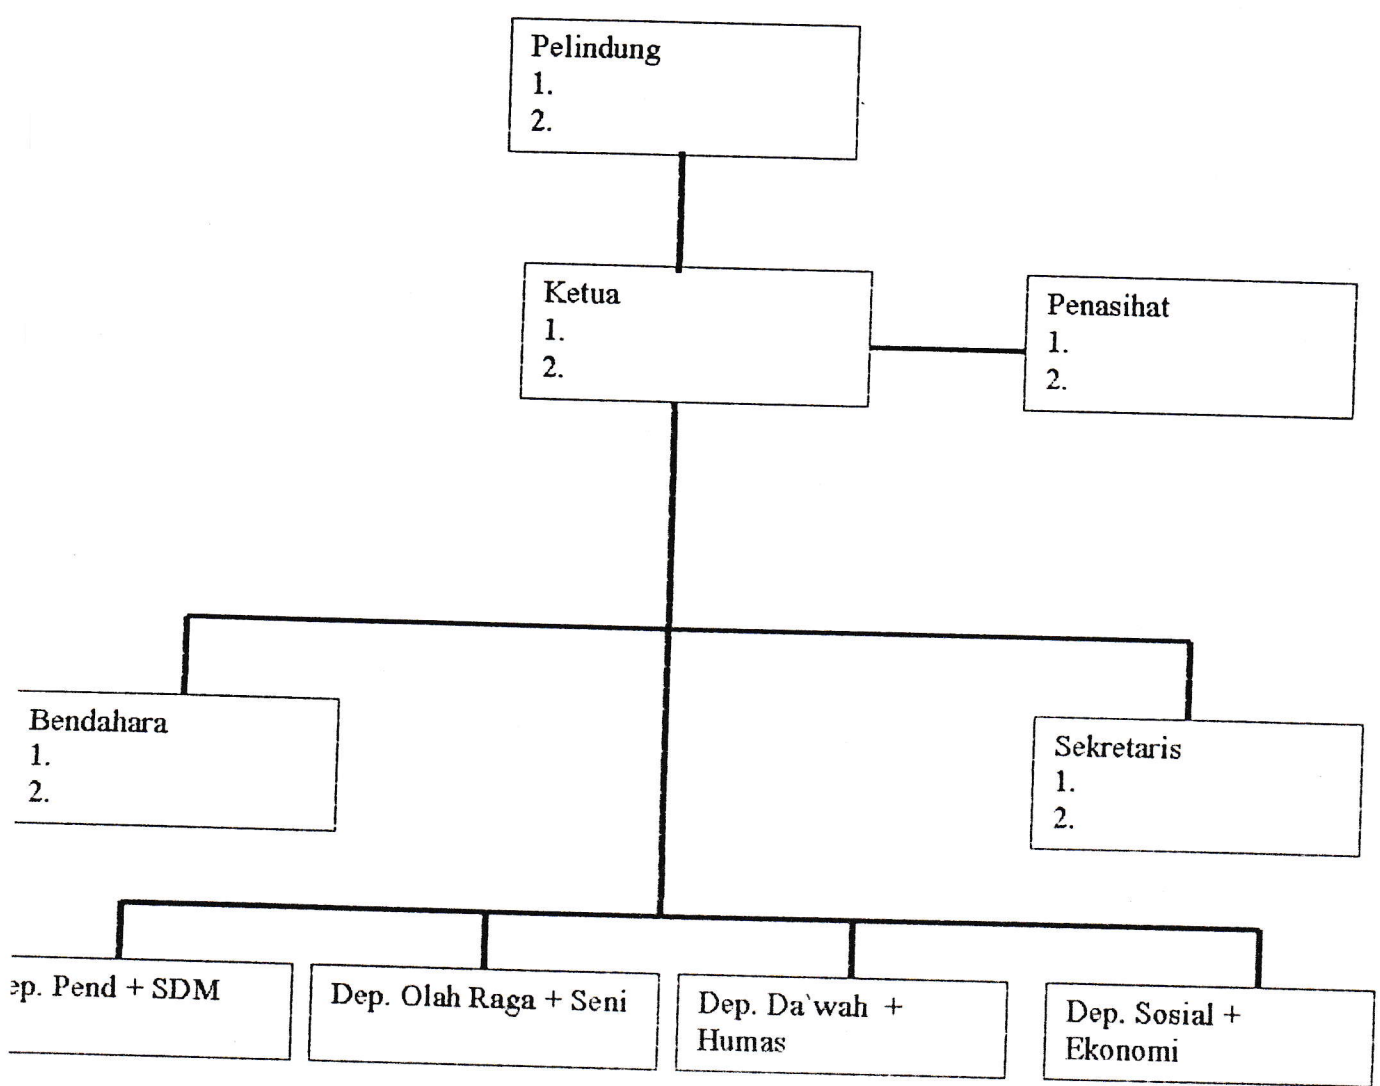 Pelindung
1.
2.
Ketua
1.
2.
Penasihat
1.
2.
Bendahara
1.
2.
Sekretaris
1.
2.
ep. Pend + SDM
Dep. Olah Raga + Seni
Dep. Da`wah +
Humas
Dep. Sosial +
Ekonomi